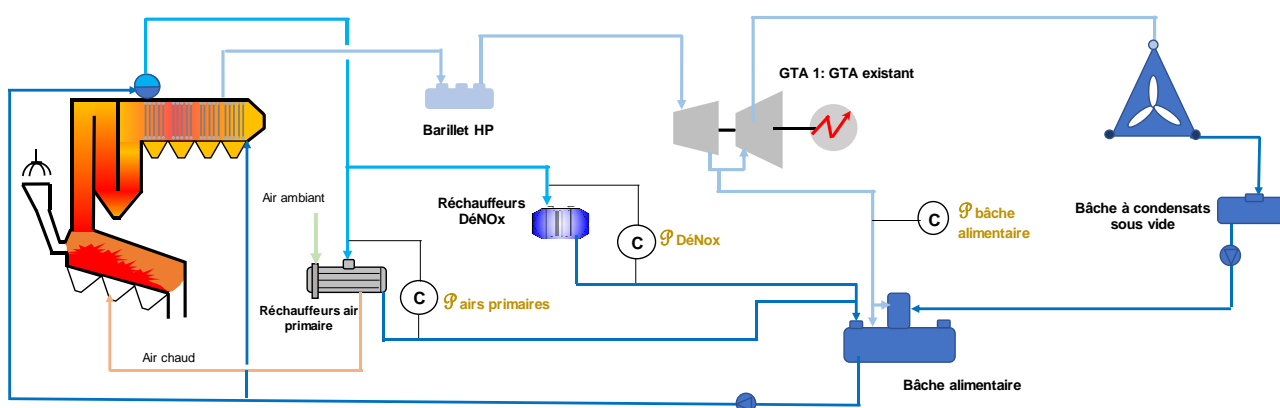 GTA 1: GTA existant
Barillet HP
Air ambiant
Réchauffeurs
DéNOx
C
𝒫 DéNox
C
𝒫 bâche
alimentaire
Bâche à condensats
sous vide
C
𝒫 airs primaires
Réchauffeurs air
primaire
Air chaud
Bâche alimentaire